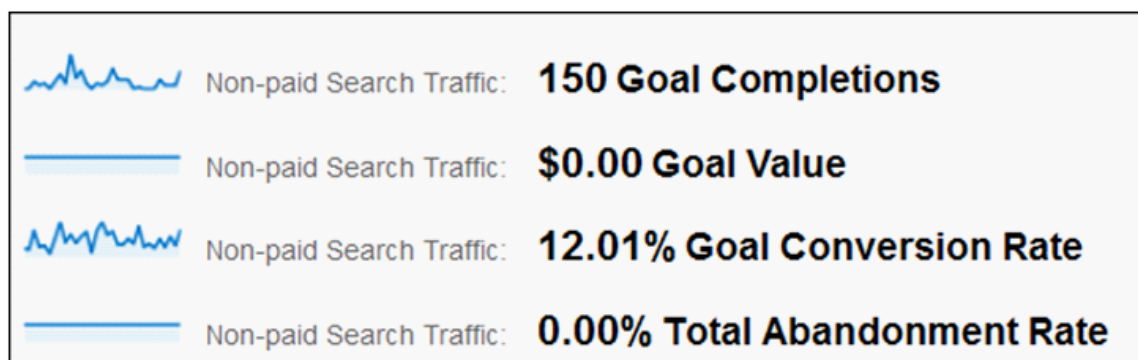 Non-paid Search Traffic: 150 Goal Completions
Non-paid Search Traffic: $0.00 Goal Value
Non-paid Search Traffic: 12.01% Goal Conversion Rate
Non-paid Search Traffic: 0.00% Total Abandonment Rate